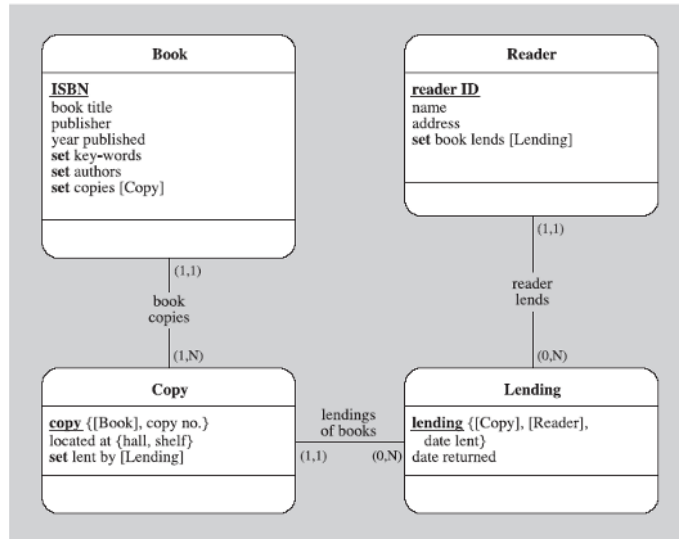 Book
ISBN
book title
publisher
year published
set key-words
set authors
set copies [Copy]
Reader
reader ID
name
address
set book lends [Lending]
(1,1)
book
copies
(1,N)
(1,1)
reader
lends
(0,N)
Copy
copy {[Book], copy no.}
located at {hall, shelf}
set lent by [Lending]
lendings
of books
(1,1)
(0,N)
Lending
lending {[Copy], [Reader],
date lent}
date returned